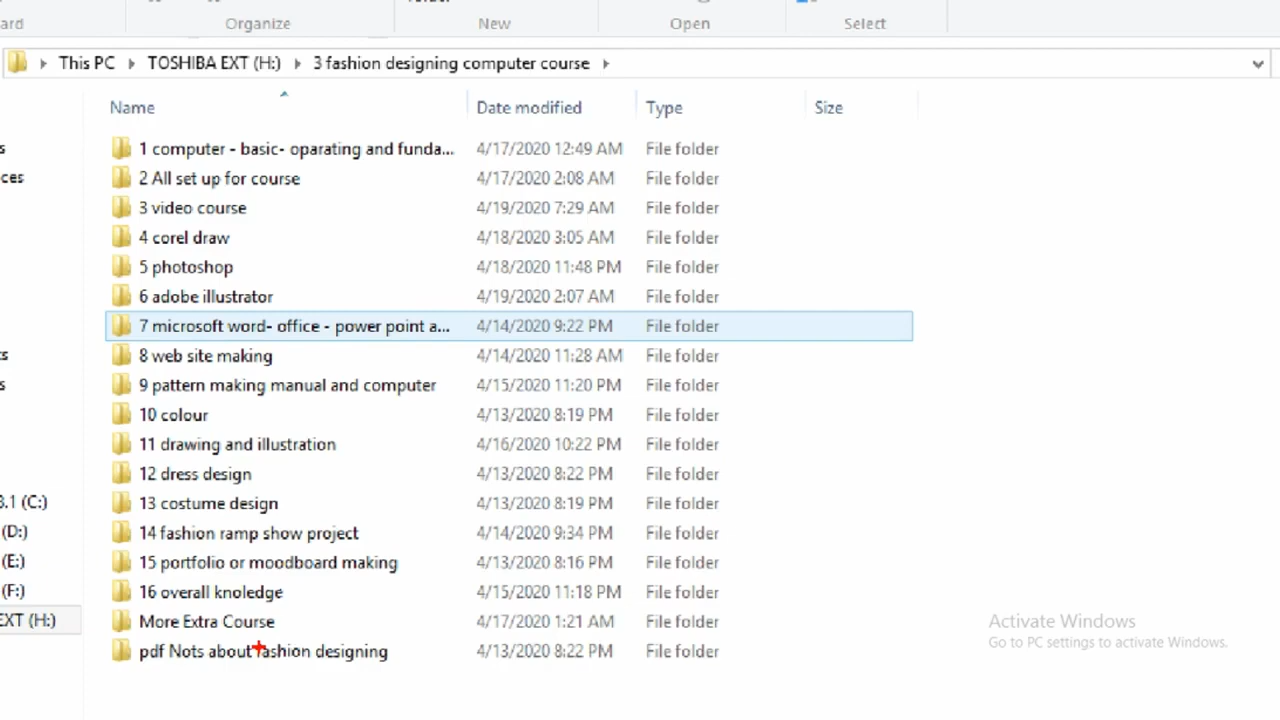 ard Organize New Open Select
This PC TOSHIBA EXT (H:) 3 fashion designing computer course
Name Date modified Type Size
1 computer - basic- oparating and funda... 4/17/2020 12:49 AM File folder
2 All set up for course 4/17/2020 2:08 AM File folder
ces
3 video course 4/19/2020 7:29 AM File folder
4 corel draw 4/18/2020 3:05 AM File folder
5 photoshop 4/18/2020 11:48 PM File folder
6 adobe illustrator 4/19/2020 2:07 AM File folder
7 microsoft word- office - power point a... 4/14/2020 9:22 PM File folder
8 web site making 4/14/2020 11:28 AM File folder
9 pattern making manual and computer 4/15/2020 11:20 PM File folder
10 colour 4/13/2020 8:19 PM File folder
11 drawing and illustration 4/16/2020 10:22 PM File folder
12 dress design 4/13/2020 8:22 PM File folder
3.1 (C:) 13 costume design 4/13/2020 8:19 PM File folder
(D:) 14 fashion ramp show project 4/14/2020 9:34 PM File folder
(E:) 15 portfolio or moodboard making 4/13/2020 8:16 PM File folder
(F:) 16 overall knoledge 4/15/2020 11:18 PM File folder
EXT (H:) More Extra Course 4/17/2020 1:21 AM File folder
pdf Nots about fashion designing 4/13/2020 8:22 PM File folder
Activate Windows
Go to PC settings to activate Windows.